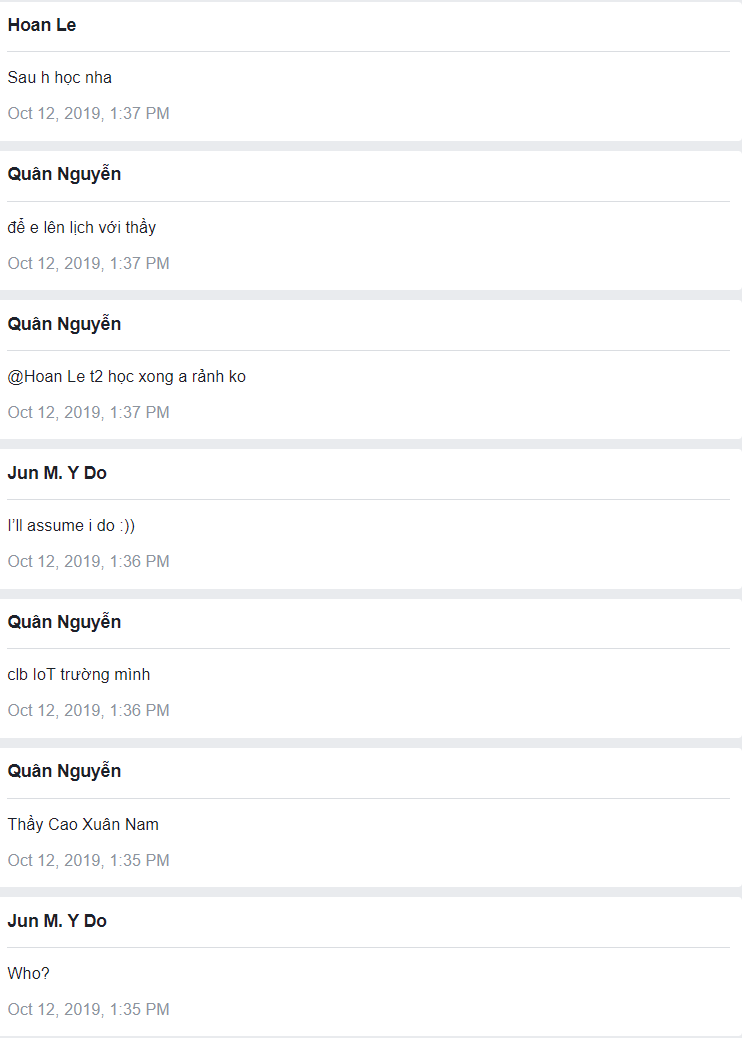 Hoan Le
Sau h học nha
Oct 12, 2019, 1:37 PM
Quân Nguyễn
để e lên lịch với thầy
Oct 12, 2019, 1:37 PM
Quân Nguyễn
@Hoan Le t2 học xong a rảnh ko
Oct 12, 2019, 1:37 PM
Jun M. Y Do
I’ll assume i do :))
Oct 12, 2019, 1:36 PM
Quân Nguyễn
clb IoT trường mình
Oct 12, 2019, 1:36 PM
Quân Nguyễn
Thầy Cao Xuân Nam
Oct 12, 2019, 1:35 PM
Jun M. Y Do
Who?
Oct 12, 2019, 1:35 PM